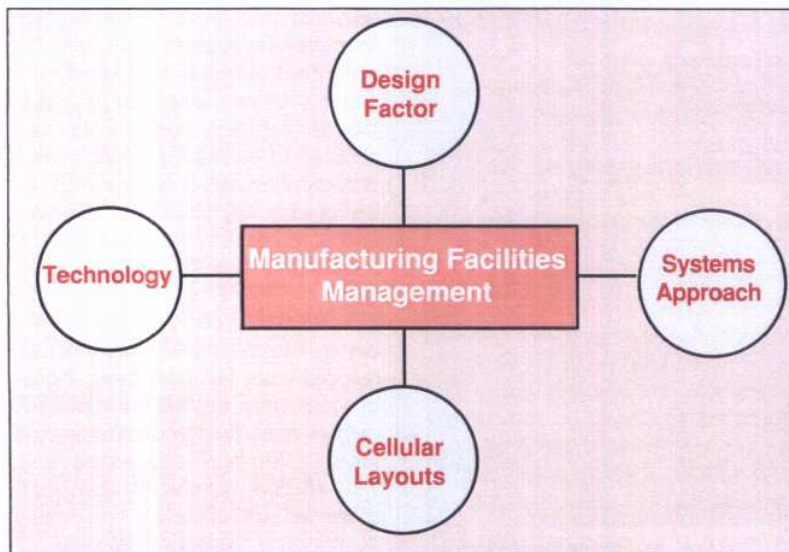 Design
Factor
Technology
Manufacturing Facilities
Management
Systems
Approach
Cellular
Layouts